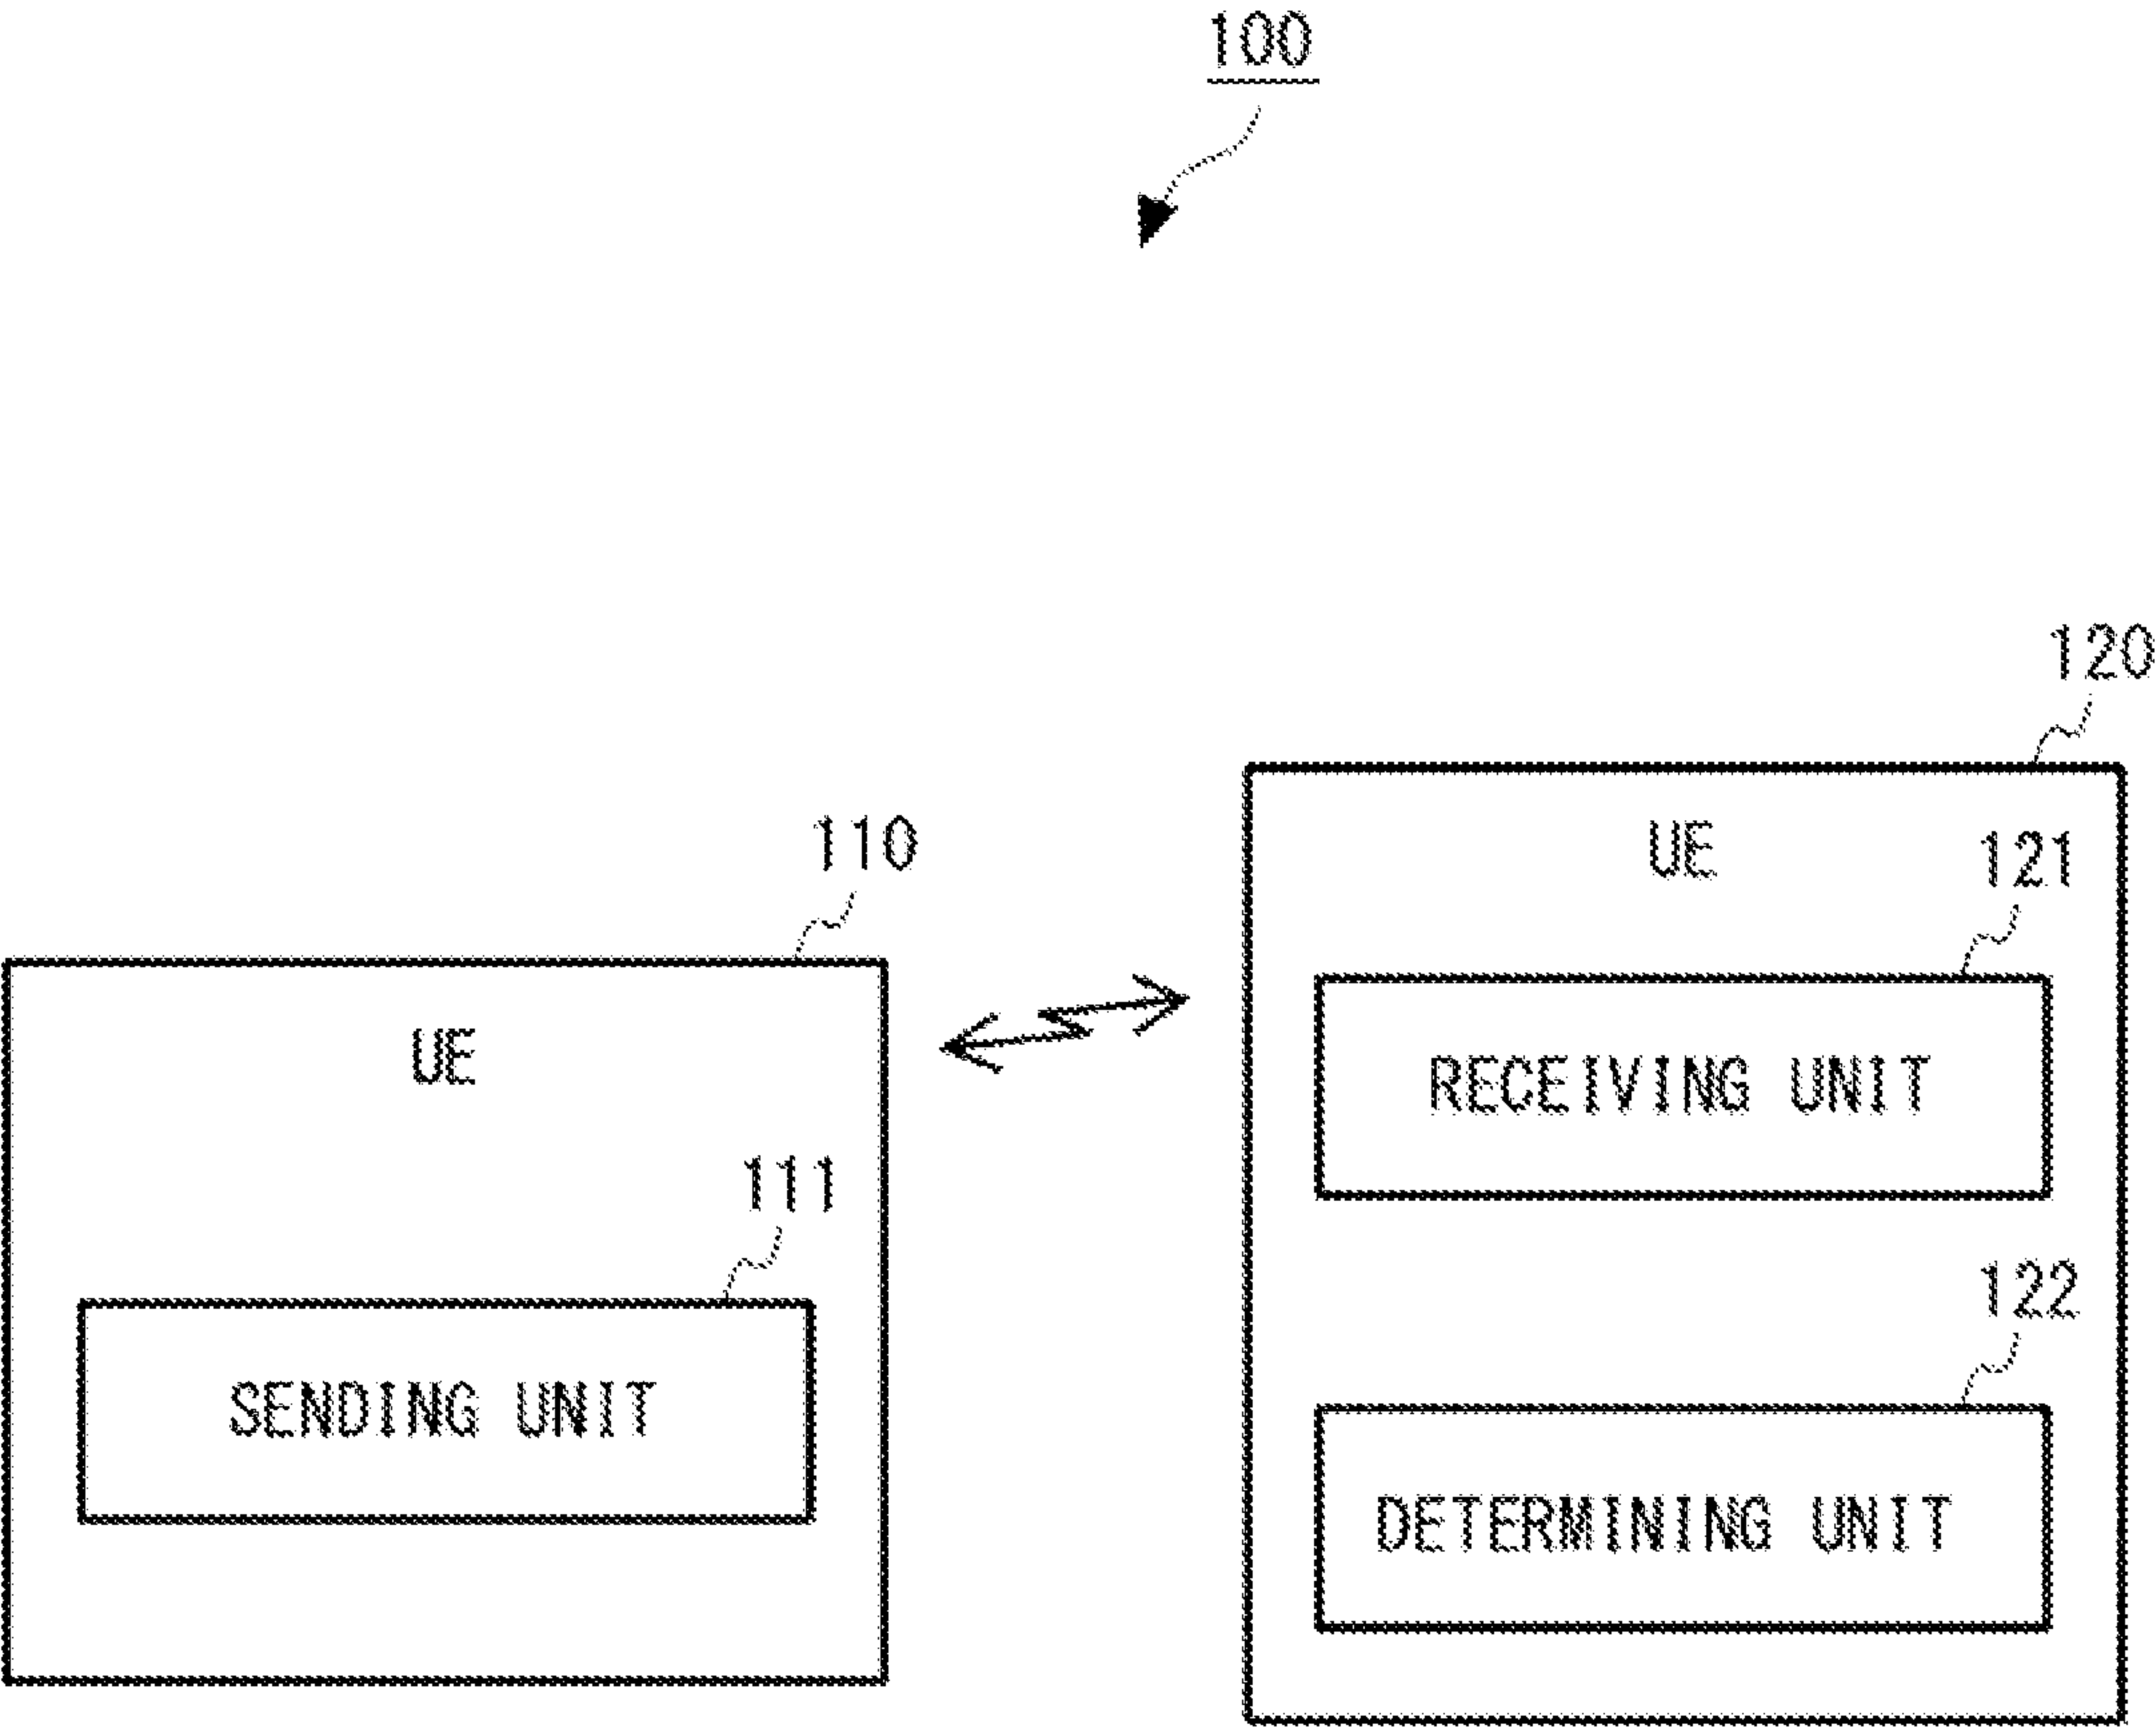 100
120
110
UE
121
UE
RECEIVING UNIT
111
122
SENDING UNIT
DETERMINING UNIT